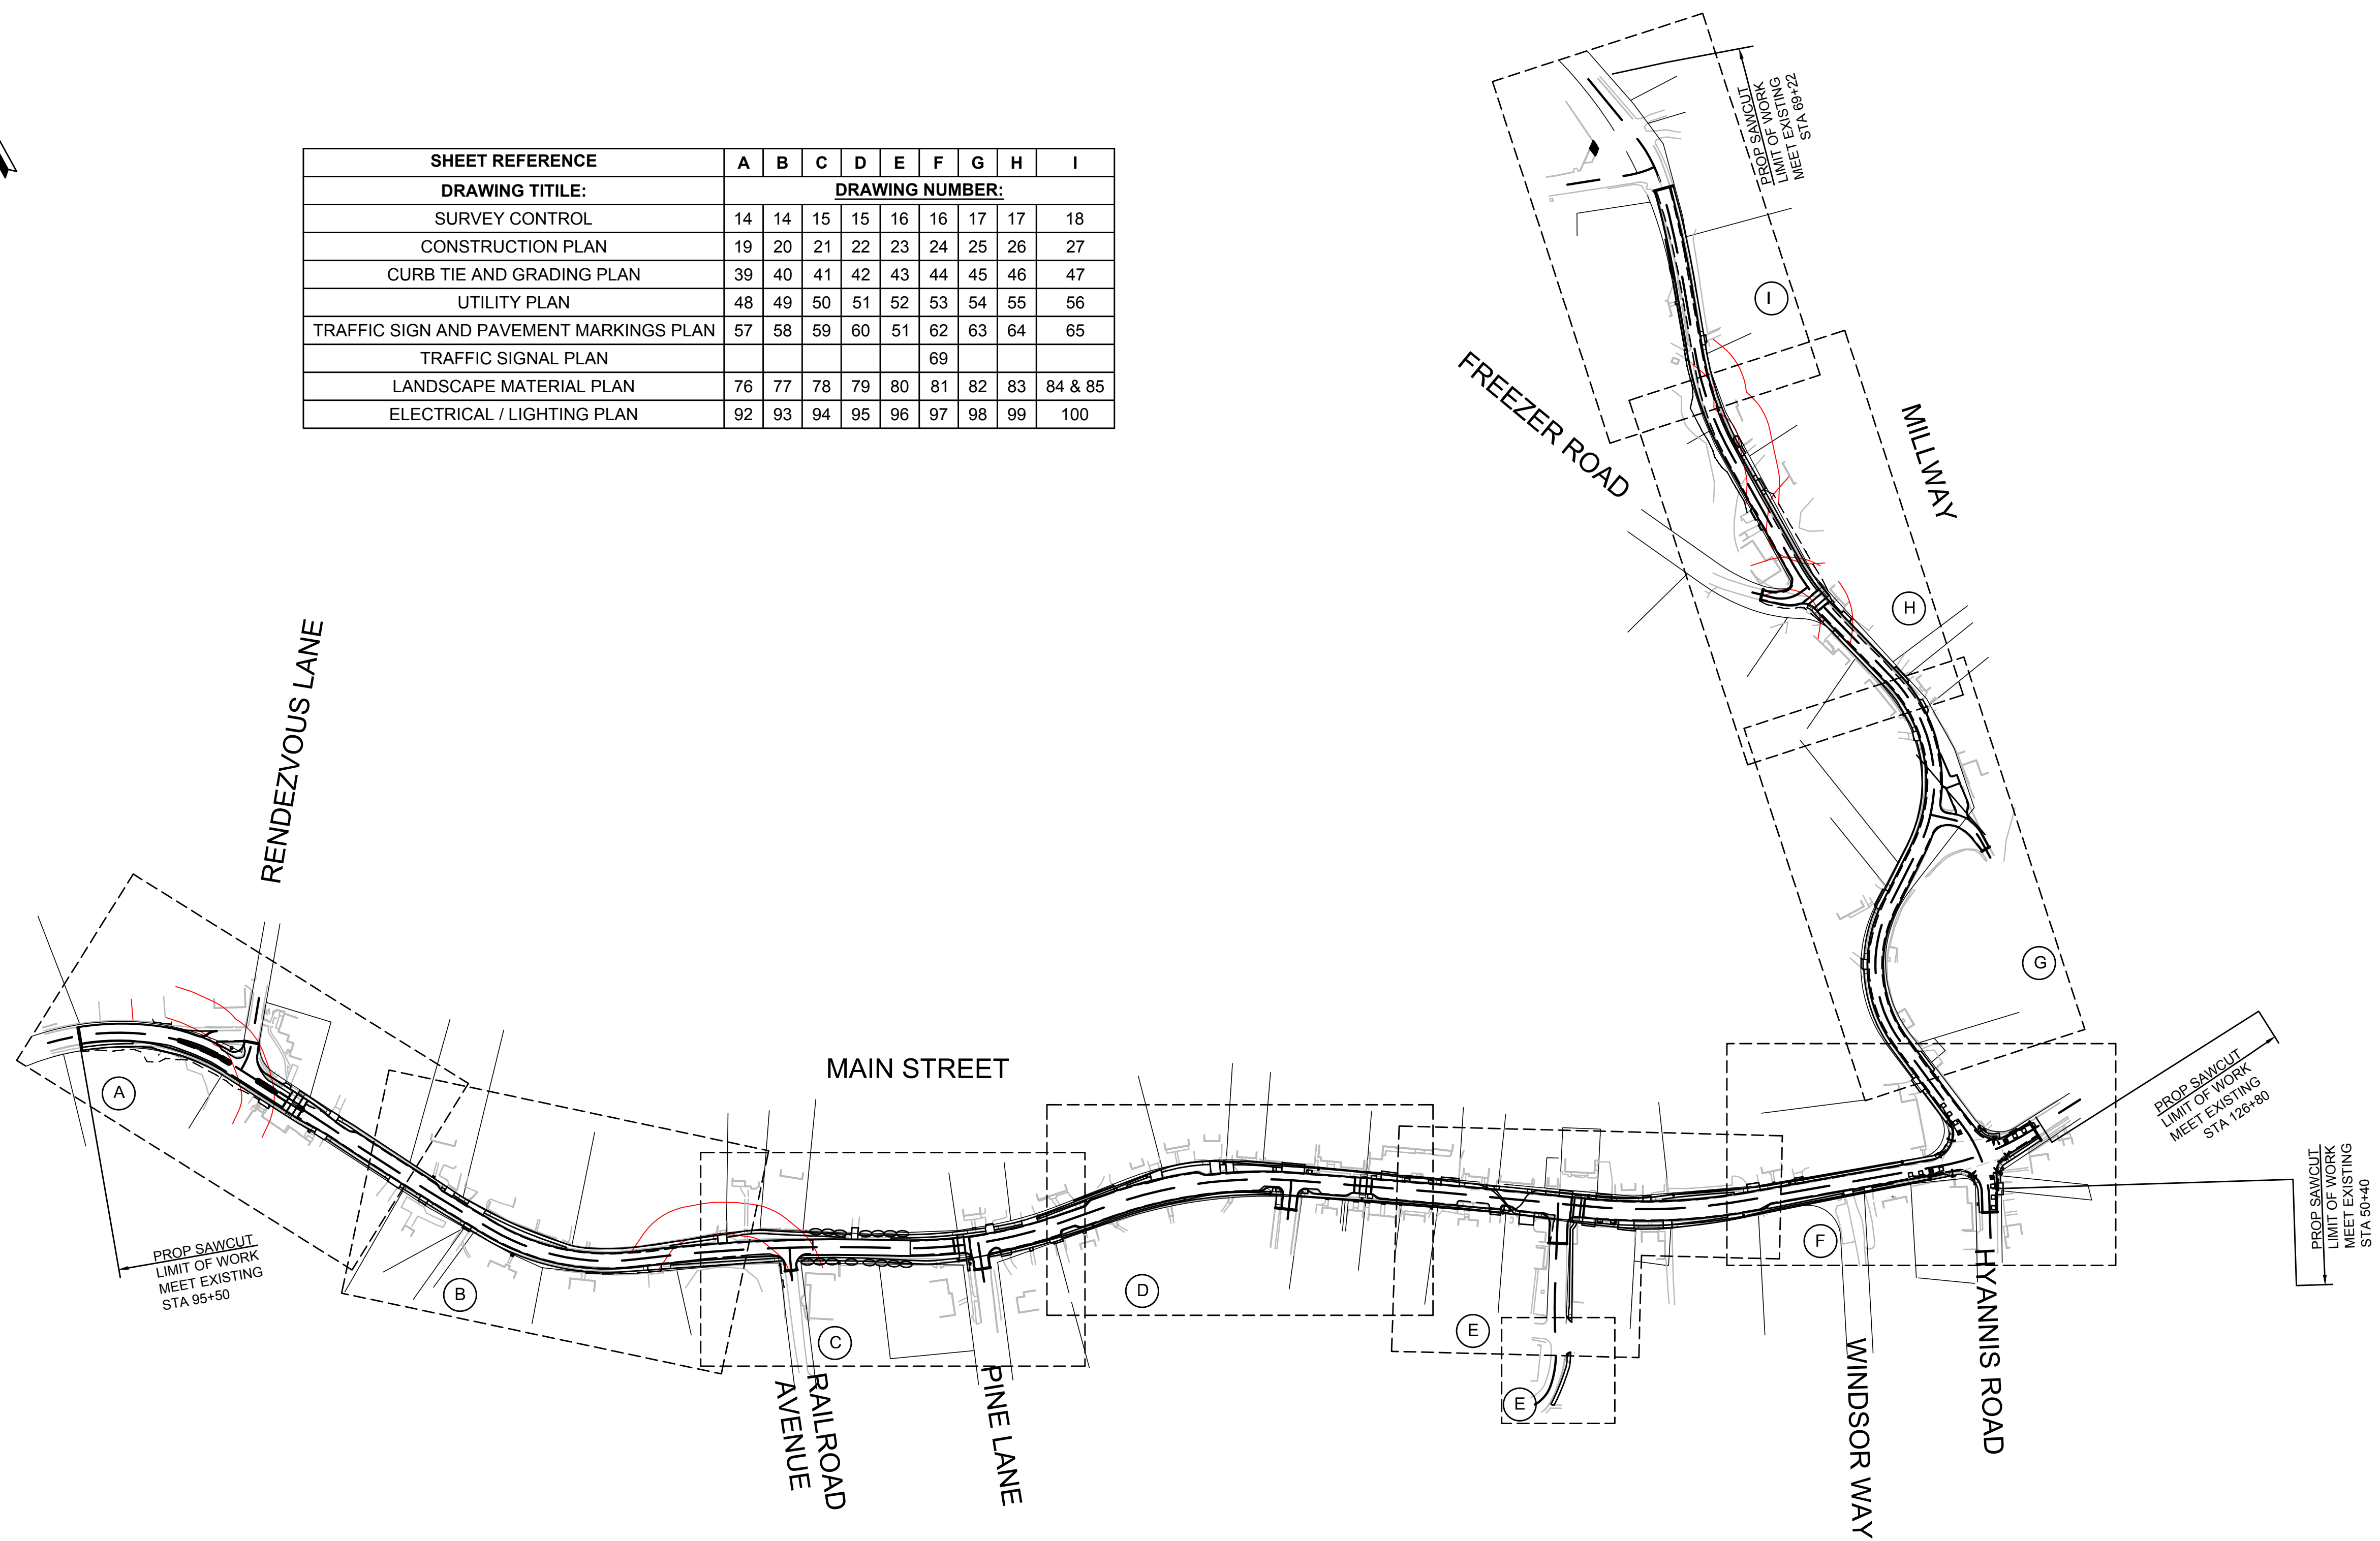 SHEET REFERENCE A B C D E F G H I
DRAWING TITILE: DRAWING NUMBER:
SURVEY CONTROL 14 14 15 15 16 16 17 17 18
CONSTRUCTION PLAN 19 20 21 22 23 24 25 26 27
CURB TIE AND GRADING PLAN 39 40 41 42 43 44 45 46 47
UTILITY PLAN 48 49 50 51 52 53 54 55 56
TRAFFIC SIGN AND PAVEMENT MARKINGS PLAN 57 58 59 60 51 62 63 64 65
TRAFFIC SIGNAL PLAN 69
LANDSCAPE MATERIAL PLAN 76 77 78 79 80 81 82 83 84 & 85
ELECTRICAL / LIGHTING PLAN 92 93 94 95 96 97 98 99 100
PROP SAWCUT
LIMIT OF WORK
MEET EXISTING
STA 69+22
I
FREEZER ROAD
MILLWAY
H
RENDEZVOUS LANE
G
MAIN STREET
A
PROP SAWCUT
LIMIT OF WORK
MEET EXISTING
STA 126+80
PROP SAWCUT
LIMIT OF WORK
MEET EXISTING
STA 50+40
PROP SAWCUT
LIMIT OF WORK
MEET EXISTING
STA 95+50
B
C
D
E
F
E
RAILROAD
AVENUE
PINE LANE
WINDSOR WAY
HYANNIS ROAD